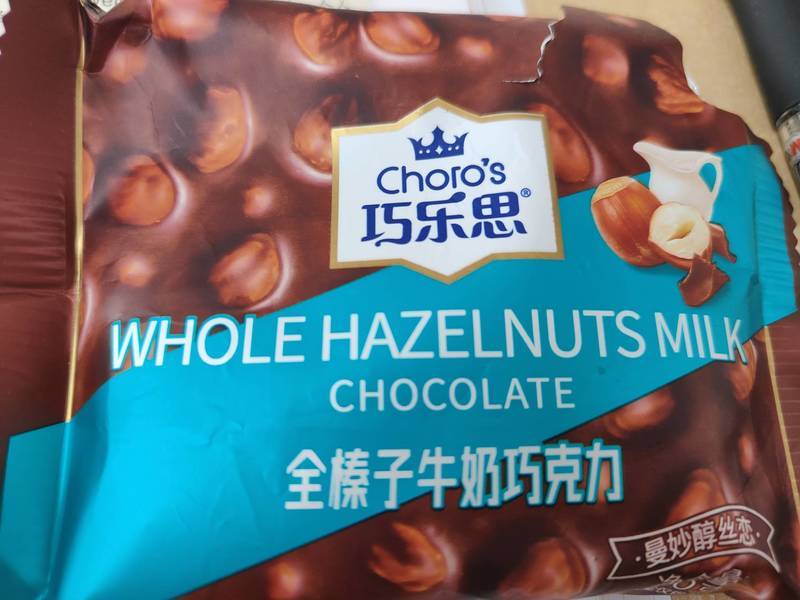 Choro's
巧乐思®
WHOLE HAZELNUTS MILK
CHOCOLATE
全榛子牛奶巧克力
·曼妙醇丝恋·